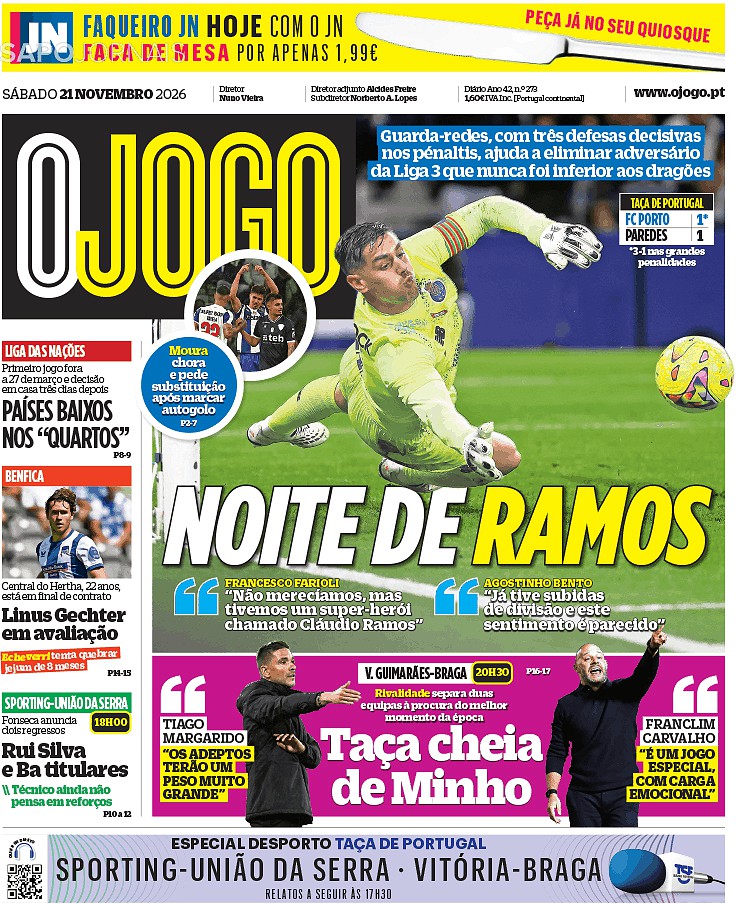 JN
FAQUEIRO JN HOJE COM O JN
FACA DE MESA POR APENAS 1,99€
PEÇA JÁ NO SEU QUIOSQUE
SÁBADO 21 NOVEMBRO 2026
Diretor
Nuno Vieira
Diretor adjunto Alcides Freire
Subdiretor Norberto A. Lopes
Diário Ano 42, n.º 273
1,60€ IVA Inc. [Portugal continental]
www.ojogo.pt
O JOGO
Guarda-redes, com três defesas decisivas
nos pénaltis, ajuda a eliminar adversário
da Liga 3 que nunca foi inferior aos dragões
TAÇA DE PORTUGAL
FC PORTO 1*
PAREDES 1
*3-1 nas grandes
penalidades
Moura
chora
e pede
substituição
após marcar
autogolo
P2-7
LIGA DAS NAÇÕES
Primeiro jogo fora
a 27 de março e decisão
em casa três dias depois
PAÍSES BAIXOS
NOS “QUARTOS”
P8-9
BENFICA
Central do Hertha, 22 anos,
está em final de contrato
Linus Gechter
em avaliação
Echeverri tenta quebrar
jejum de 8 meses
P14-15
SPORTING-UNIÃO DA SERRA
Fonseca anuncia
dois regressos
18H00
Rui Silva
e Ba titulares
\\ Técnico ainda não
pensa em reforços
P10 a 12
NOITE DE RAMOS
FRANCESCO FARIOLI
“Não merecíamos, mas
tivemos um super-herói
chamado Cláudio Ramos”
AGOSTINHO BENTO
“Já tive subidas
de divisão e este
sentimento é parecido”
V. GUIMARÃES-BRAGA 20H30
P16-17
Rivalidade separa duas
equipas à procura do melhor
momento da época
Taça cheia
de Minho
TIAGO
MARGARIDO
“OS ADEPTOS
TERÃO UM
PESO MUITO
GRANDE”
FRANCLIM
CARVALHO
“É UM JOGO
ESPECIAL,
COM CARGA
EMOCIONAL”
ESPECIAL DESPORTO TAÇA DE PORTUGAL
SPORTING-UNIÃO DA SERRA · VITÓRIA-BRAGA
RELATOS A SEGUIR ÀS 17H30
TSF